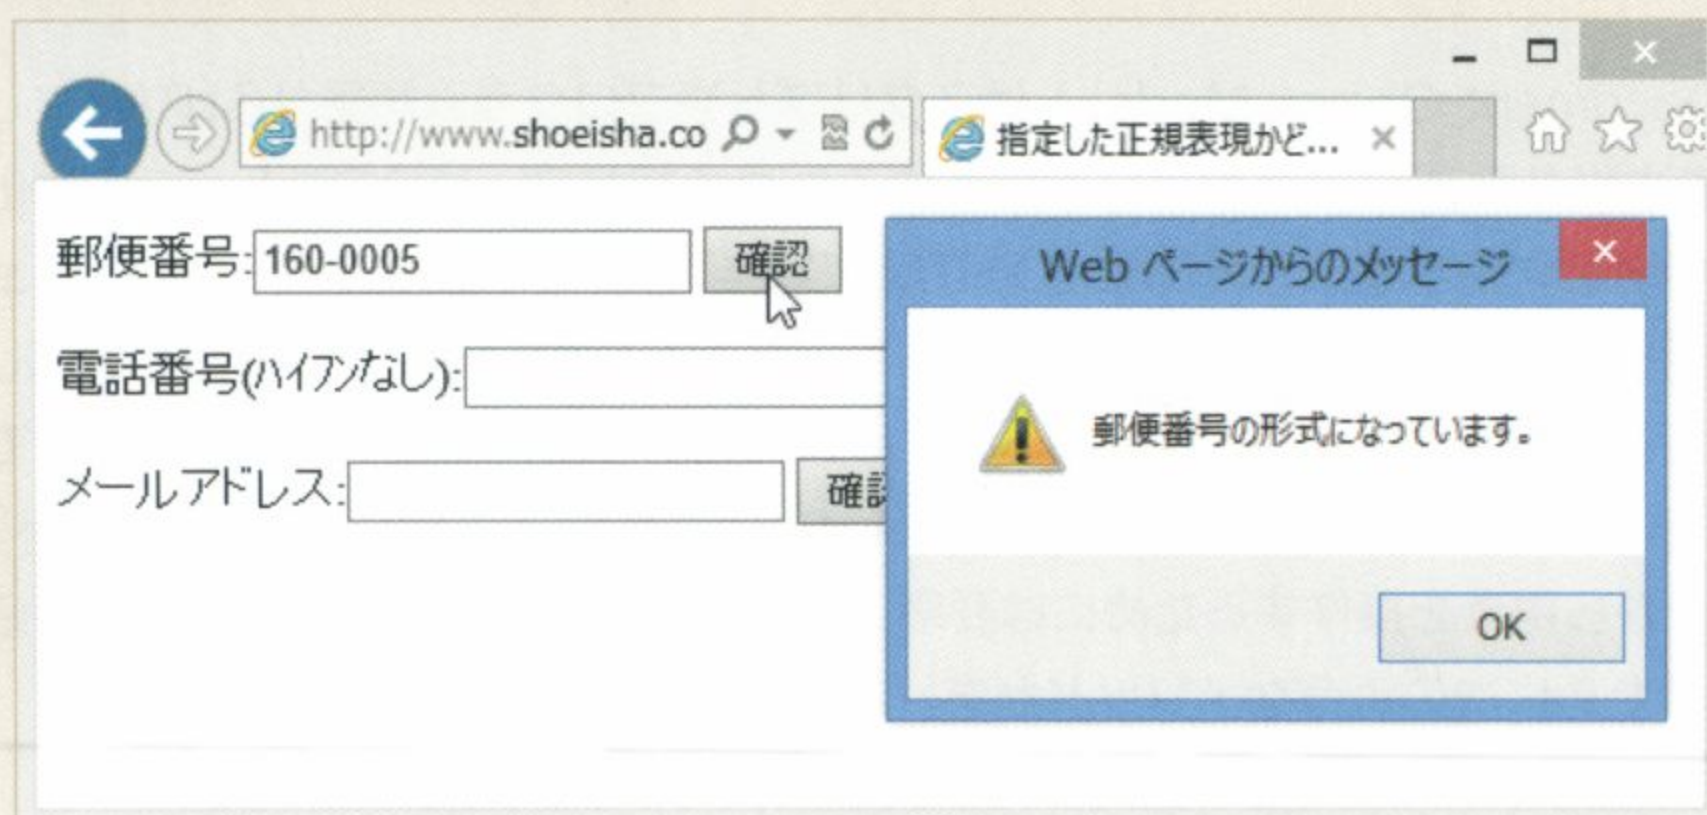 http://www.shoeisha.co
指定した正規表現かど...
郵便番号:160-0005 確認
電話番号(ハイフンなし):
メールアドレス: 確認
Web ページからのメッセージ
郵便番号の形式になっています。
OK